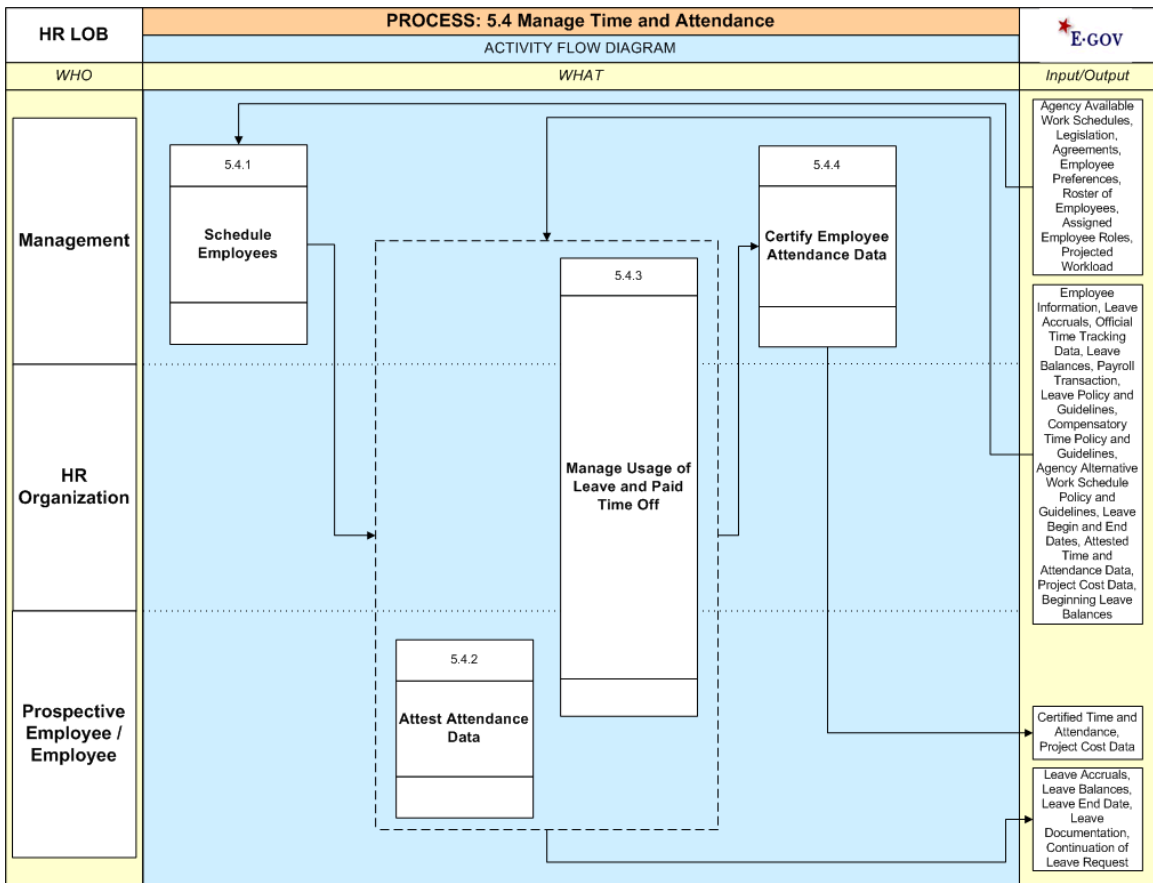 HR LOB
PROCESS: 5.4 Manage Time and Attendance
ACTIVITY FLOW DIAGRAM
E·GOV
WHO
WHAT
Input/Output
Management
HR
Organization
Prospective
Employee /
Employee
5.4.1
Schedule
Employees
5.4.2
Attest Attendance
Data
5.4.3
Manage Usage of
Leave and Paid
Time Off
5.4.4
Certify Employee
Attendance Data
Agency Available
Work Schedules,
Legislation,
Agreements,
Employee
Preferences,
Roster of
Employees,
Assigned
Employee Roles,
Projected
Workload
Employee
Information, Leave
Accruals, Official
Time Tracking
Data, Leave
Balances, Payroll
Transaction,
Leave Policy and
Guidelines,
Compensatory
Time Policy and
Guidelines,
Agency Alternative
Work Schedule
Policy and
Guidelines, Leave
Begin and End
Dates, Attested
Time and
Attendance Data,
Project Cost Data,
Beginning Leave
Balances
Certified Time and
Attendance,
Project Cost Data
Leave Accruals,
Leave Balances,
Leave End Date,
Leave
Documentation,
Continuation of
Leave Request